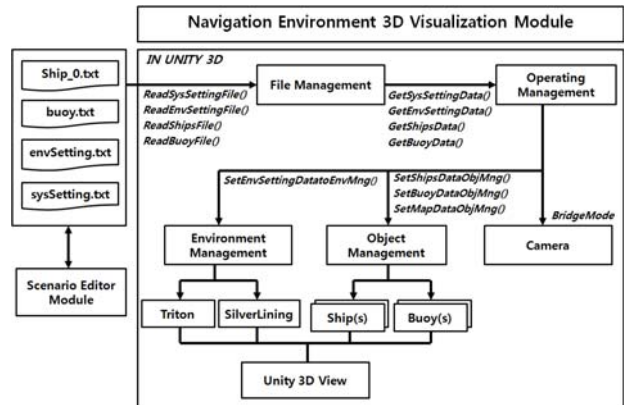 Navigation Environment 3D Visualization Module
IN UNITY 3D
Ship_0.txt
buoy.txt
envSetting.txt
sysSetting.txt
Scenario Editor
Module
ReadSysSettingFile()
ReadEnvSettingFile()
ReadShipsFile()
ReadBuoyFile()
File Management
GetSysSettingData()
GetEnvSettingData()
GetShipsData()
GetBuoyData()
Operating
Management
SetEnvSettingDatatoEnvMng()
SetShipsDataObjMng()
SetBuoyDataObjMng()
SetMapDataObjMng()
BridgeMode
Environment
Management
Object
Management
Camera
Triton
SilverLining
Ship(s)
Buoy(s)
Unity 3D View